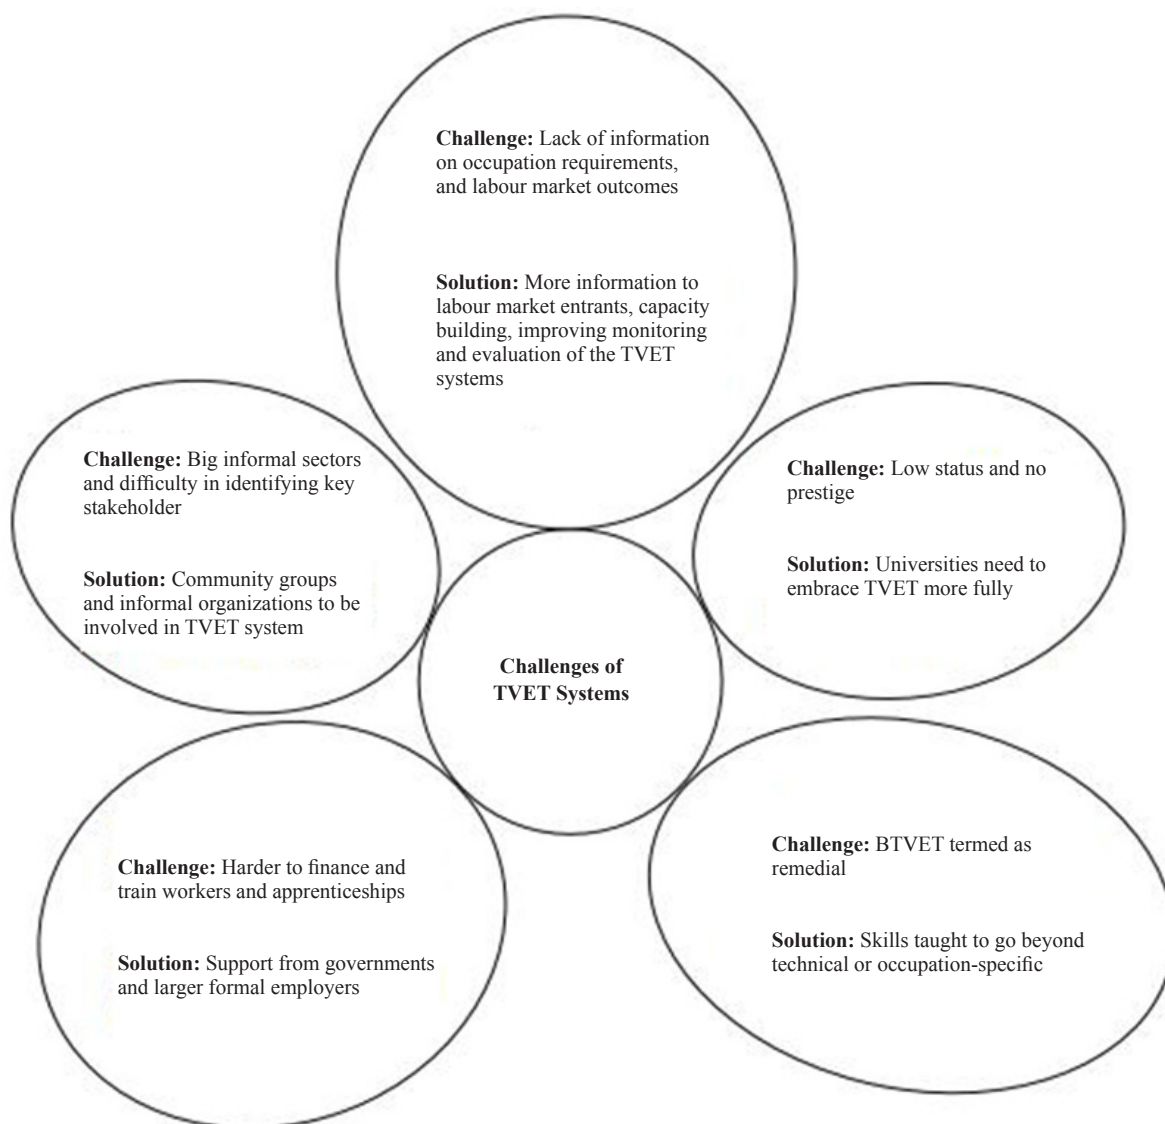 Challenge: Lack of information
on occupation requirements,
and labour market outcomes
Solution: More information to
labour market entrants, capacity
building, improving monitoring
and evaluation of the TVET
systems
Challenge: Big informal sectors
and difficulty in identifying key
stakeholder
Solution: Community groups
and informal organizations to be
involved in TVET system
Challenge: Low status and no
prestige
Solution: Universities need to
embrace TVET more fully
Challenges of
TVET Systems
Challenge: Harder to finance and
train workers and apprenticeships
Solution: Support from governments
and larger formal employers
Challenge: BTVET termed as
remedial
Solution: Skills taught to go beyond
technical or occupation-specific